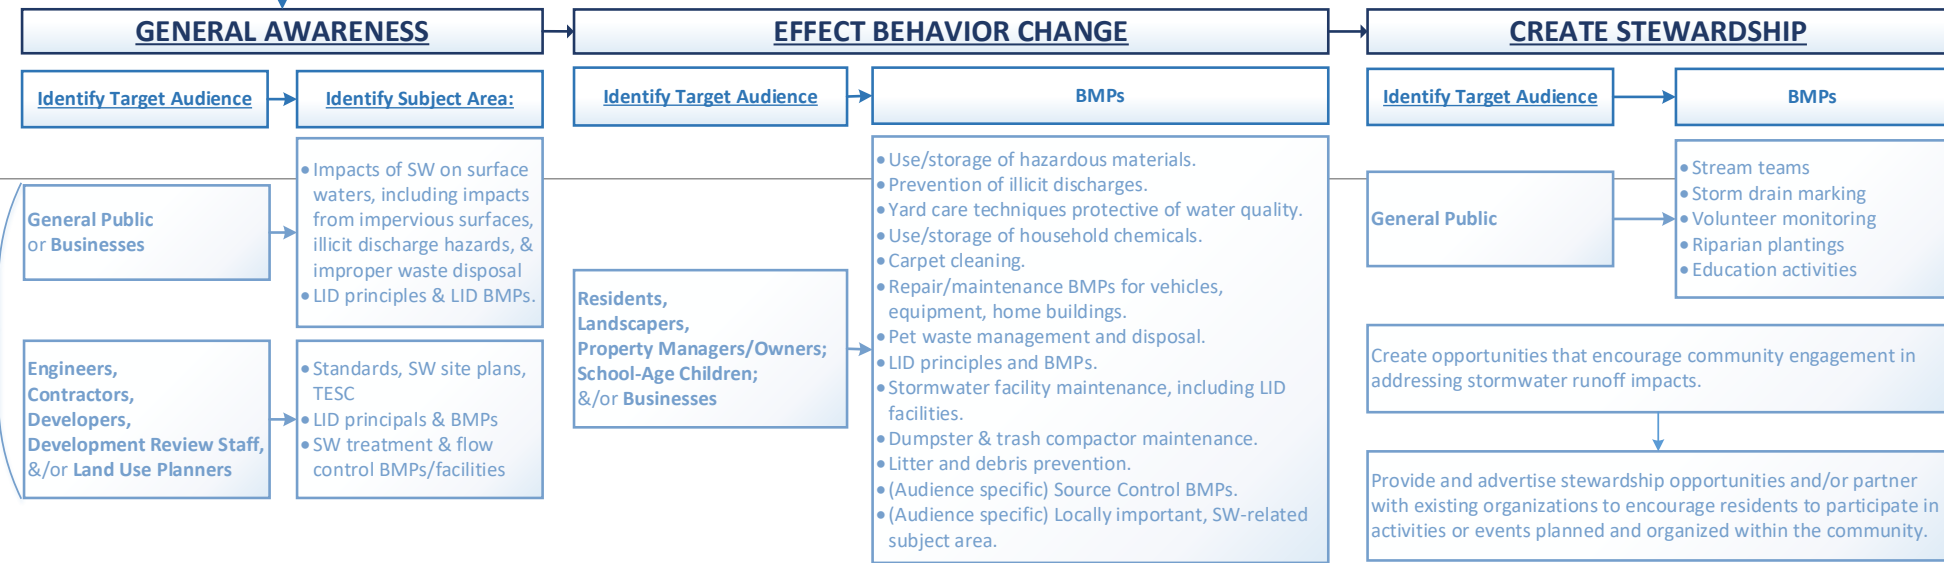 GENERAL AWARENESS
Identify Target Audience
Identify Subject Area:
General Public
or Businesses
• Impacts of SW on surface
waters, including impacts
from impervious surfaces,
illicit discharge hazards, &
improper waste disposal
• LID principles & LID BMPs.
Engineers,
Contractors,
Developers,
Development Review Staff,
&/or Land Use Planners
• Standards, SW site plans,
TESC
• LID principals & BMPs
• SW treatment & flow
control BMPs/facilities
EFFECT BEHAVIOR CHANGE
Identify Target Audience
BMPs
Residents,
Landscapers,
Property Managers/Owners;
School-Age Children;
&/or Businesses
• Use/storage of hazardous materials.
• Prevention of illicit discharges.
• Yard care techniques protective of water quality.
• Use/storage of household chemicals.
• Carpet cleaning.
• Repair/maintenance BMPs for vehicles,
equipment, home buildings.
• Pet waste management and disposal.
• LID principles and BMPs.
• Stormwater facility maintenance, including LID
facilities.
• Dumpster & trash compactor maintenance.
• Litter and debris prevention.
• (Audience specific) Source Control BMPs.
• (Audience specific) Locally important, SW-related
subject area.
CREATE STEWARDSHIP
Identify Target Audience
BMPs
General Public
• Stream teams
• Storm drain marking
• Volunteer monitoring
• Riparian plantings
• Education activities
Create opportunities that encourage community engagement in
addressing stormwater runoff impacts.
Provide and advertise stewardship opportunities and/or partner
with existing organizations to encourage residents to participate in
activities or events planned and organized within the community.